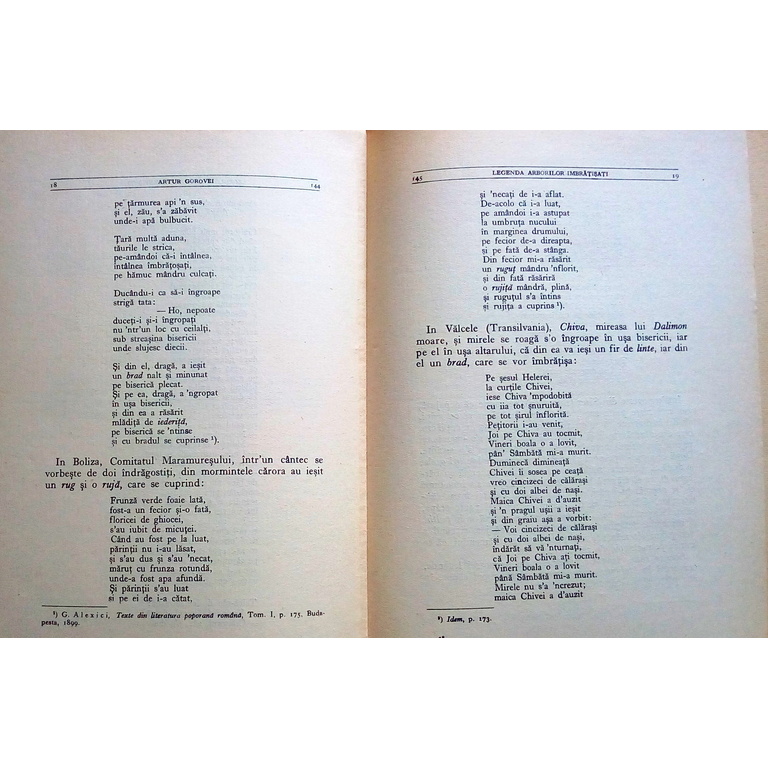 18 ARTUR GOROVEI 144
pe țărmurea api 'n sus,
și el, zău, s'a zăbăvit
unde-i apă bulbucit.
Țară multă aduna,
tăurile le strica,
pe-amândoi că-i întâlnea,
întâlnea îmbrățoșați,
pe hămuc mândru culcați.
Ducându-i ca să-i îngroape
strigă tata:
— Ho, nepoate
duceți-i și-i îngropați
nu 'ntr'un loc cu ceilalți,
sub streașina bisericii
unde slujesc diecii.
Și din el, dragă, a ieșit
un brad nalt și minunat
pe biserică plecat.
Și pe ea, dragă, a 'ngropat
în ușa bisericii,
și din ea a răsărit
mlădiță de iederiță,
pe biserică se 'ntinse
și cu bradul se cuprinse ¹).
In Boliza, Comitatul Maramureșului, într'un cântec se
vorbește de doi îndrăgostiți, din mormintele cărora au ieșit
un rug și o rujă, care se cuprind:
Frunză verde foaie lată,
fost-a un fecior și-o fată,
floricei de ghiocei,
s'au iubit de micuței.
Când au fost pe la luat,
părinții nu i-au lăsat,
și s'au dus și s'au 'necat,
măruț cu frunza rotundă,
unde-a fost apa afundă.
Și părinții s'au luat
si pe ei de i-a cătat,
¹) G. Alexici, Texte din literatura poporană română, Tom. I, p. 175. Buda-
pesta, 1899.
145 LEGENDA ARBORILOR IMBRĂȚIȘAȚI 19
și 'necați de i-a aflat.
De-acolo că i-a luat,
pe amândoi i-a astupat
la umbruța nucului
în marginea drumului,
pe fecior de-a direapta,
și pe fată de-a stânga.
Din fecior mi-a răsărit
un ruguț mândru 'nflorit,
și din fată răsăriră
o rujiță mândră, plină,
și ruguțul s'a întins
și rujița a cuprins ¹).
In Vâlcele (Transilvania), Chiva, mireasa lui Dalimon
moare, și mirele se roagă s'o îngroape în ușa bisericii, iar
pe el în ușa altarului, că din ea va ieși un fir de linte, iar din
el un brad, care se vor îmbrățișa:
Pe șesul Helerei,
la curțile Chivei,
iese Chiva 'mpodobită
cu iia tot șnuruită,
pe tot șirul înflorită.
Pețitorii i-au venit,
Joi pe Chiva au tocmit,
Vineri boala o a lovit,
pân' Sâmbătă mi-a murit.
Duminecă dimineață
Chivei îi sosea pe ceață
vreo cincizeci de călărași
și cu doi albei de nași.
Maica Chivei a d'auzit
și 'n pragul ușii a ieșit
și din graiu așa a vorbit:
— Voi cincizeci de călărași
și cu doi albei de nași,
îndărăt să vă 'nturnați,
că Joi pe Chiva ați tocmit,
Vineri boala o a lovit
până Sâmbătă mi-a murit.
Mirele nu s'a 'ncrezut;
maica Chivei a d'auzit
¹) Idem, p. 173.